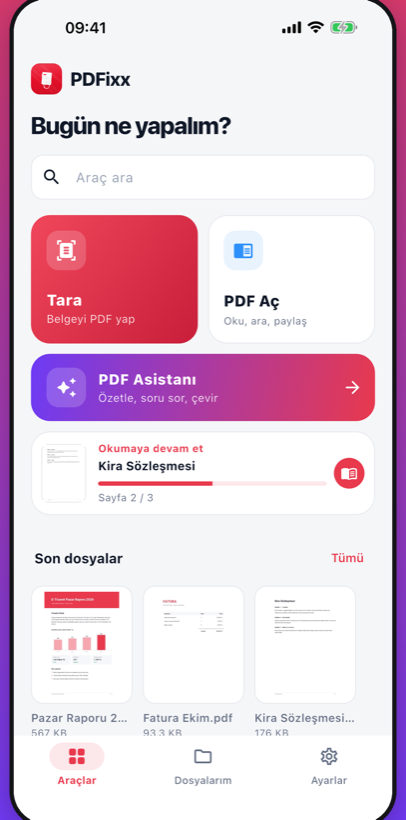 09:41
PDFixx
Bugün ne yapalım?
Araç ara
Tara
Belgeyi PDF yap
PDF Aç
Oku, ara, paylaş
PDF Asistanı
Özetle, soru sor, çevir
Okumaya devam et
Kira Sözleşmesi
Sayfa 2 / 3
Son dosyalar
Tümü
Pazar Raporu 2...
Fatura Ekim.pdf
Kira Sözleşmesi...
567 KB
93.3 KB
176 KB
Araçlar
Dosyalarım
Ayarlar